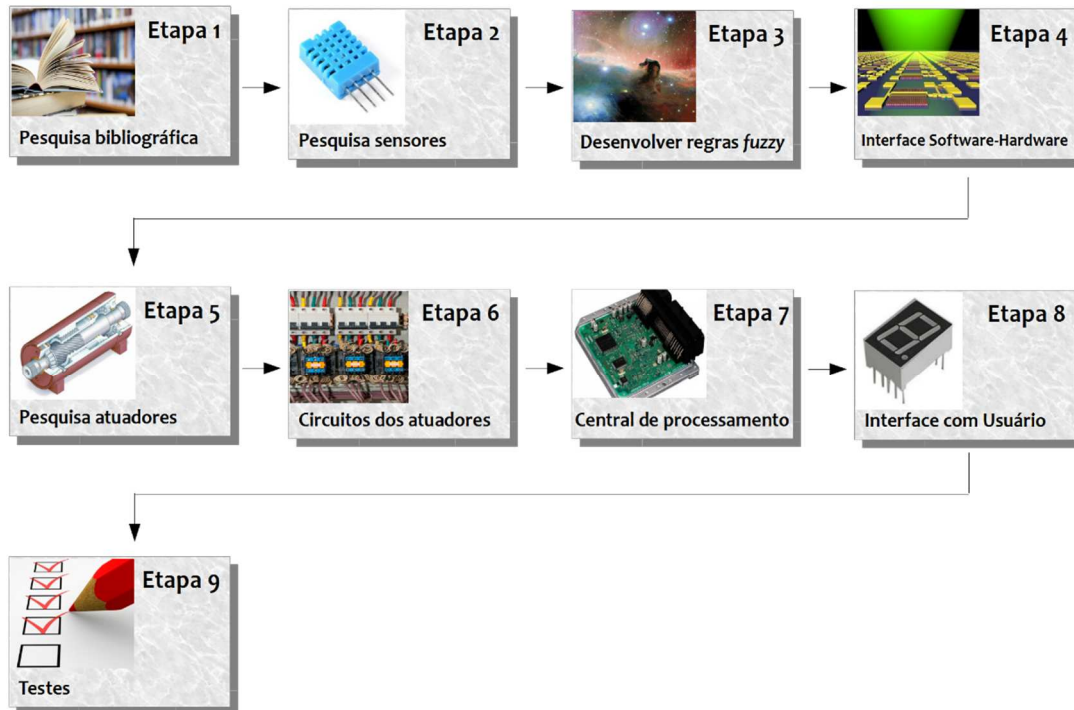 Etapa 1
Pesquisa bibliográfica
Etapa 2
Pesquisa sensores
Etapa 3
Desenvolver regras fuzzy
Etapa 4
Interface Software-Hardware
Etapa 5
Pesquisa atuadores
Etapa 6
Circuitos dos atuadores
Etapa 7
Central de processamento
Etapa 8
Interface com Usuário
Etapa 9
Testes